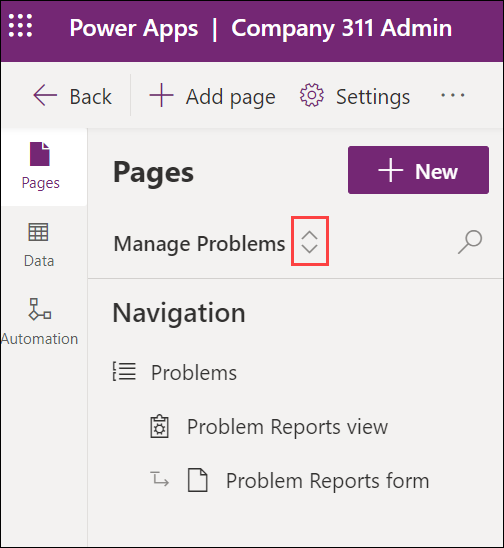 Power Apps | Company 311 Admin
Back Add page Settings ...
Pages
Pages
New
Manage Problems
Data
Automation
Navigation
Problems
Problem Reports view
Problem Reports form